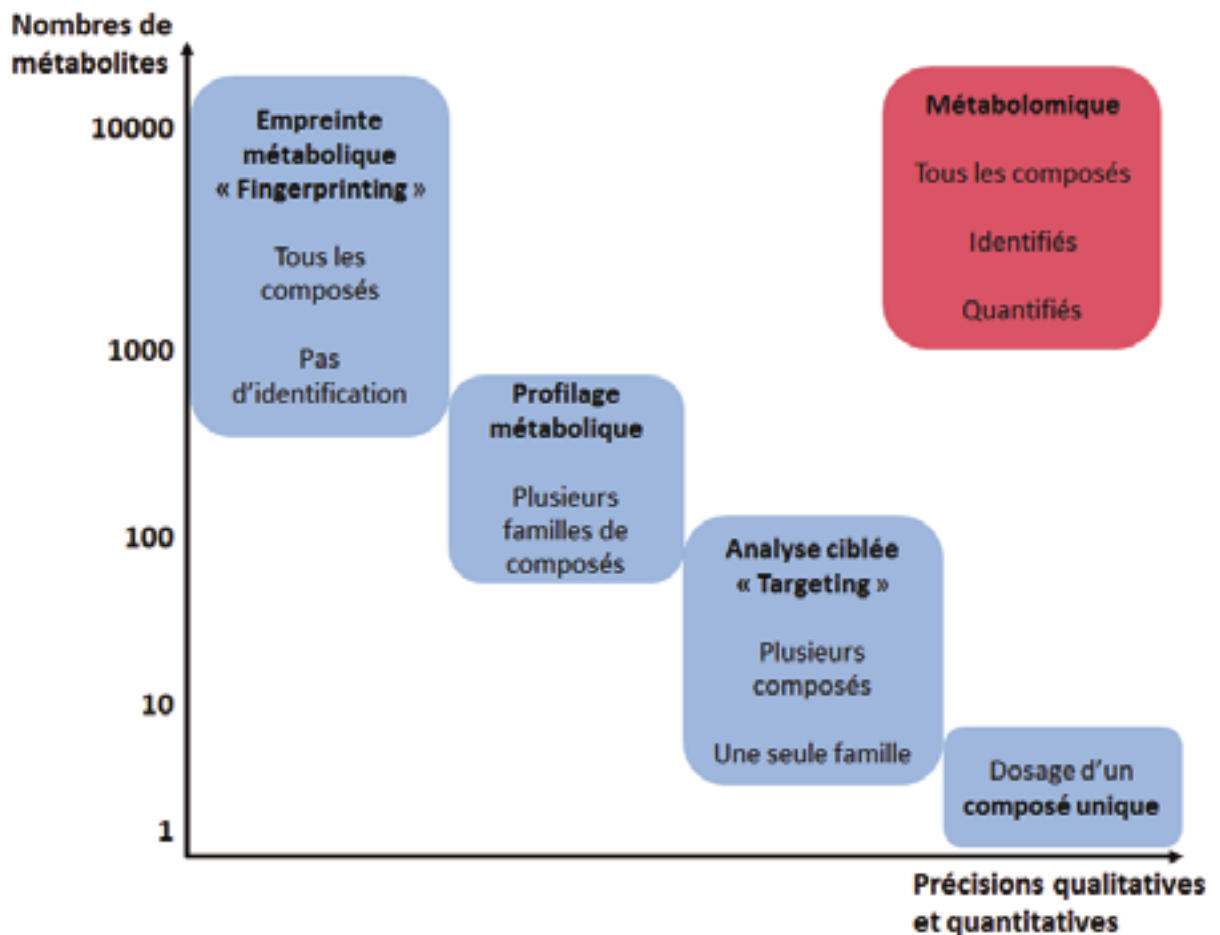 Nombres de
métabolites
10000
1000
100
10
1
Empreinte
métabolique
« Fingerprinting »
Tous les
composés
Pas
d'identification
Profilage
métabolique
Plusieurs
familles de
composés
Analyse ciblée
« Targeting »
Plusieurs
composés
Une seule famille
Dosage d'un
composé unique
Métabolomique
Tous les composés
Identifiés
Quantifiés
Précisions qualitatives
et quantitatives